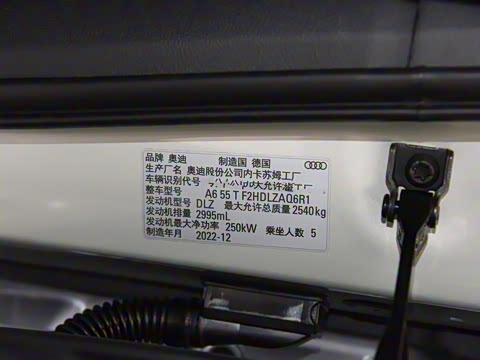 品牌 奥迪 制造国 德国
生产厂名 奥迪股份公司内卡苏姆工厂
车辆识别代号
整车型号 A6 55 T F2HDLZAQ6R1
发动机型号 DLZ 最大允许总质量 2540kg
发动机排量 2995mL
发动机最大净功率 250kW 乘坐人数 5
制造年月 2022-12